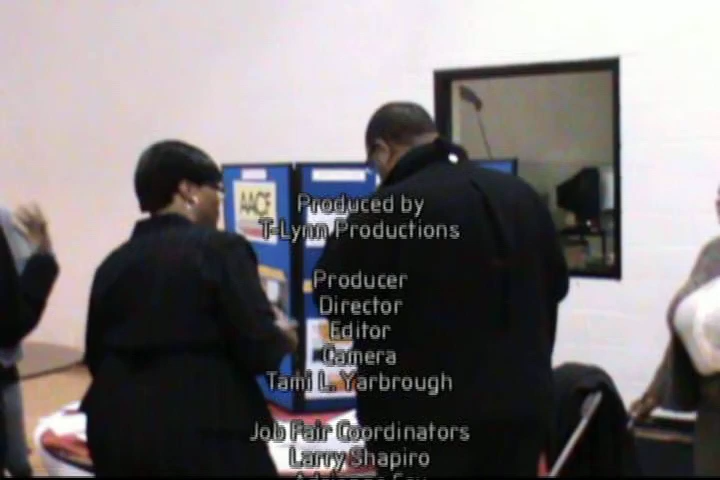 AACF
Produced by
T-Lynn Productions
Producer
Director
Editor
Camera
Tami L. Yarbrough
Job Fair Coordinators
Larry Shapiro